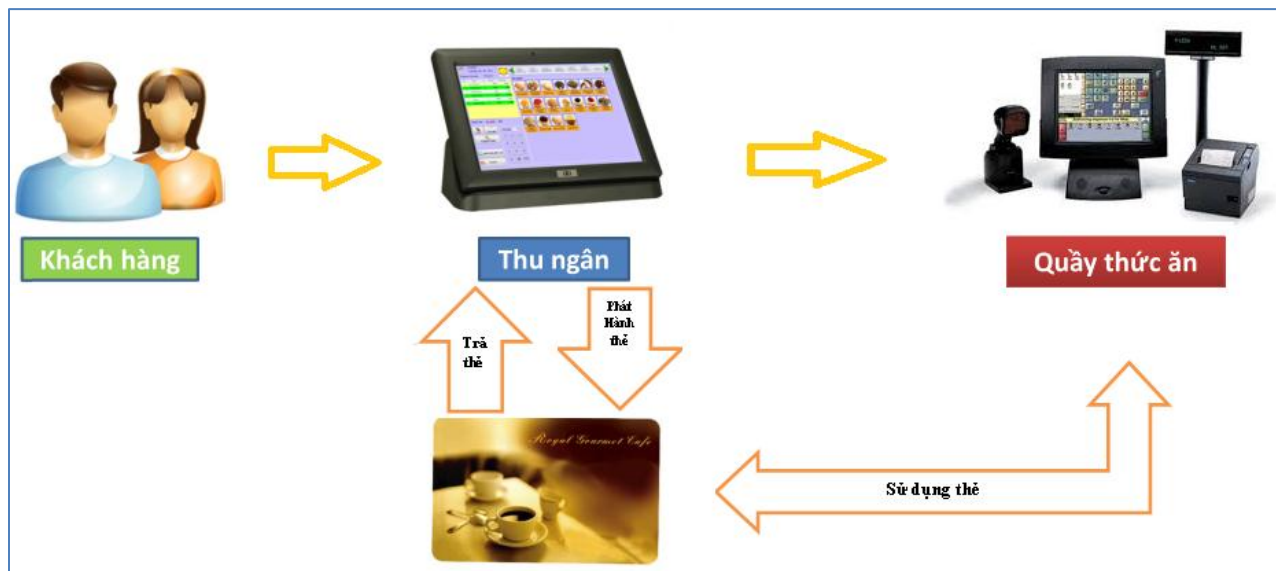 Khách hàng
Thu ngân
Quầy thức ăn
Trả
thẻ
Phát
Hành
thẻ
Royal Gourmet Cafe
Sử dụng thẻ